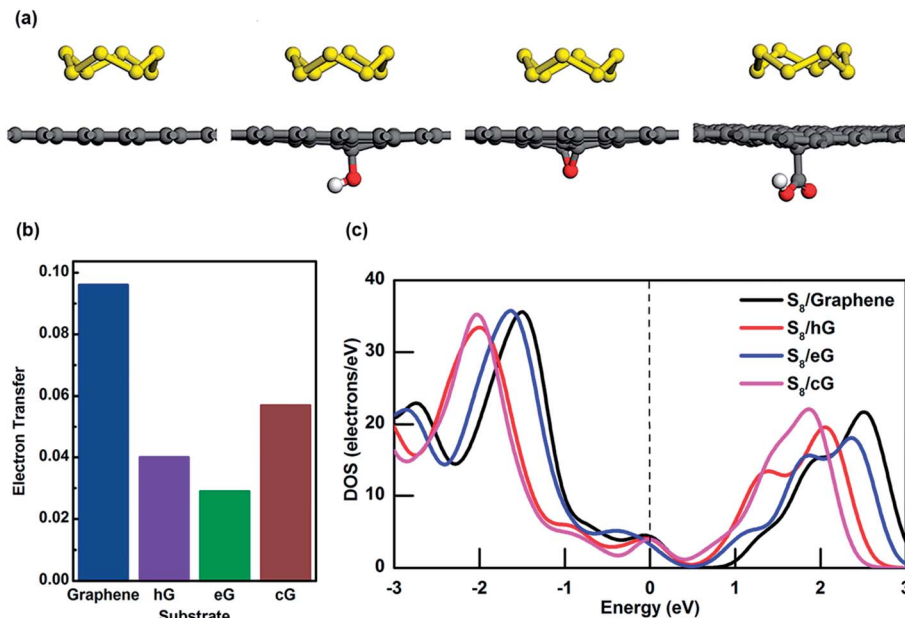 (a)
(b)
0.10
0.08
0.06
0.04
0.02
0.00
Electron Transfer
Graphene hG eG cG
Substrate
(c)
40
30
20
10
0
DOS (electrons/eV)
S₈/Graphene
S₈/hG
S₈/eG
S₈/cG
-3 -2 -1 0 1 2 3
Energy (eV)